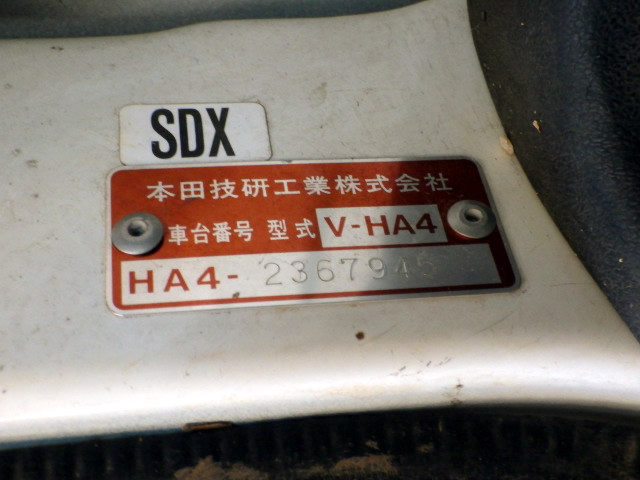 SDX
本田技研工業株式会社
車台番号 型式 V-HA4
HA4-2367945